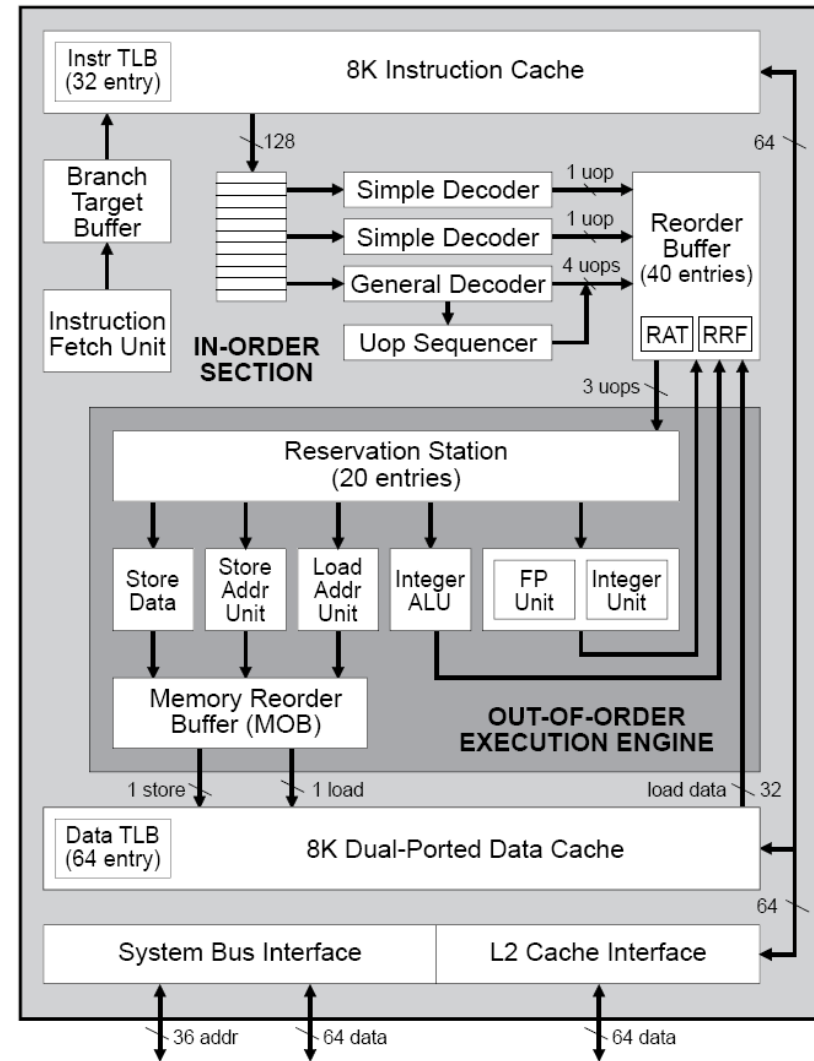 Instr TLB
(32 entry)
8K Instruction Cache
128
64
Branch
Target
Buffer
Simple Decoder
1 uop
Simple Decoder
1 uop
General Decoder
4 uops
Uop Sequencer
Reorder
Buffer
(40 entries)
RAT
RRF
Instruction
Fetch Unit
IN-ORDER
SECTION
3 uops
Reservation Station
(20 entries)
Store
Data
Store
Addr
Unit
Load
Addr
Unit
Integer
ALU
FP
Unit
Integer
Unit
Memory Reorder
Buffer (MOB)
OUT-OF-ORDER
EXECUTION ENGINE
1 store
1 load
load data
32
Data TLB
(64 entry)
8K Dual-Ported Data Cache
64
System Bus Interface
L2 Cache Interface
36 addr
64 data
64 data